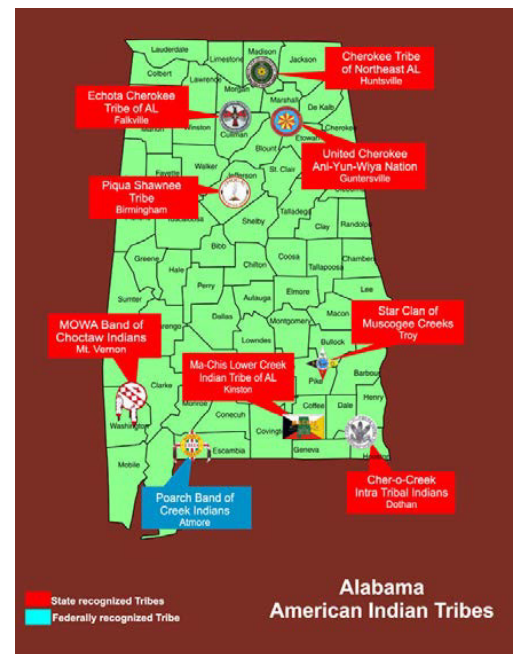 Lauderdale
Limestone
Madison
Jackson
Colbert
Lawrence
Morgan
Cherokee Tribe
of Northeast AL
Huntsville
Echota Cherokee
Tribe of AL
Falkville
Marshall
De Kalb
Marion
Winston
Cullman
Cherokee
Etowah
Blount
United Cherokee
Ani-Yun-Wiya Nation
Guntersville
Fayette
Walker
Jefferson
St. Clair
Piqua Shawnee
Tribe
Birmingham
Talladega
Randolph
Shelby
Clay
Bibb
Greene
Hale
Perry
Chilton
Coosa
Tallapoosa
Chambers
Sumter
Autauga
Elmore
Lee
Macon
Dallas
Montgomery
MOWA Band of
Choctaw Indians
Mt. Vernon
Lowndes
Bullock
Star Clan of
Muscogee Creeks
Troy
Ma-Chis Lower Creek
Indian Tribe of AL
Kinston
Clarke
Pike
Barbour
Monroe
Conecuh
Coffee
Dale
Henry
Washington
Covington
Escambia
Geneva
Mobile
Poarch Band of
Creek Indians
Atmore
Cher-o-Creek
Intra Tribal Indians
Dothan
State recognized Tribes
Federally recognized Tribe
Alabama
American Indian Tribes